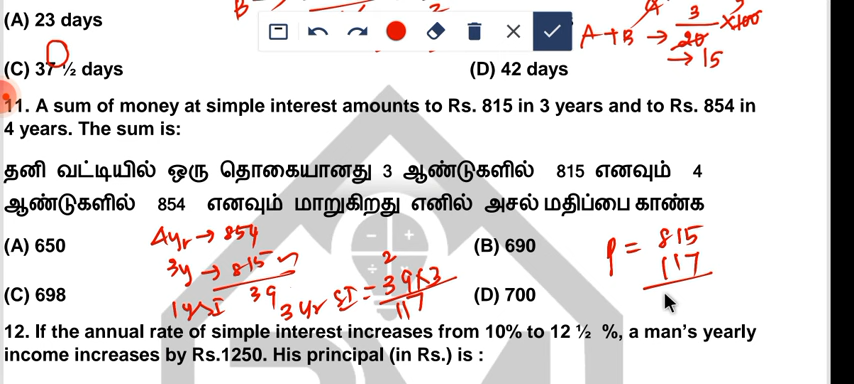 (A) 23 days
A+B → 3/20 ×100
→ 15
(C) 37 ½ days
(D) 42 days
11. A sum of money at simple interest amounts to Rs. 815 in 3 years and to Rs. 854 in
4 years. The sum is:
தனி வட்டியில் ஒரு தொகையானது 3 ஆண்டுகளில் 815 எனவும் 4
ஆண்டுகளில் 854 எனவும் மாறுகிறது எனில் அசல் மதிப்பை காண்க
(A) 650
4yr → 854
(B) 690
P = 815
117
3y → 815
(C) 698
1yr SI 39
3yr SI = 39×3
117
(D) 700
12. If the annual rate of simple interest increases from 10% to 12 ½ %, a man's yearly
income increases by Rs.1250. His principal (in Rs.) is :